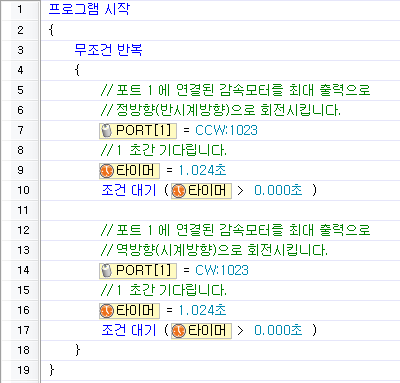 1 프로그램 시작
2 {
3 무조건 반복
4 {
5 // 포트 1 에 연결된 감속모터를 최대 출력으로
6 // 정방향(반시계방향)으로 회전시킵니다.
7 PORT[1] = CCW:1023
8 // 1 초간 기다립니다.
9 타이머 = 1.024초
10 조건 대기 ( 타이머 > 0.000초 )
11
12 // 포트 1 에 연결된 감속모터를 최대 출력으로
13 // 역방향(시계방향)으로 회전시킵니다.
14 PORT[1] = CW:1023
15 // 1 초간 기다립니다.
16 타이머 = 1.024초
17 조건 대기 ( 타이머 > 0.000초 )
18 }
19 }